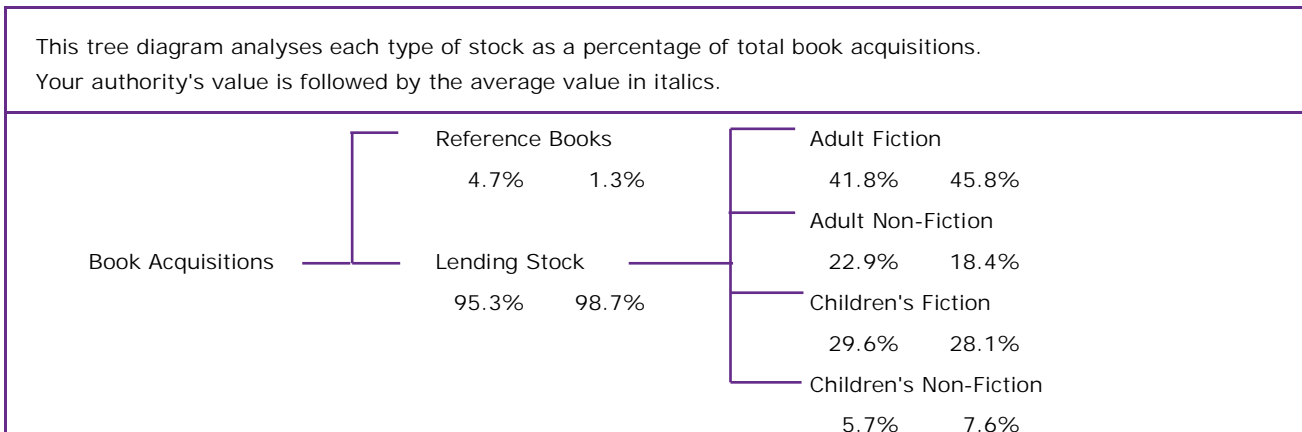 This tree diagram analyses each type of stock as a percentage of total book acquisitions.
Your authority's value is followed by the average value in italics.
Reference Books
4.7% 1.3%
Book Acquisitions
Lending Stock
95.3% 98.7%
Adult Fiction
41.8% 45.8%
Adult Non-Fiction
22.9% 18.4%
Children's Fiction
29.6% 28.1%
Children's Non-Fiction
5.7% 7.6%